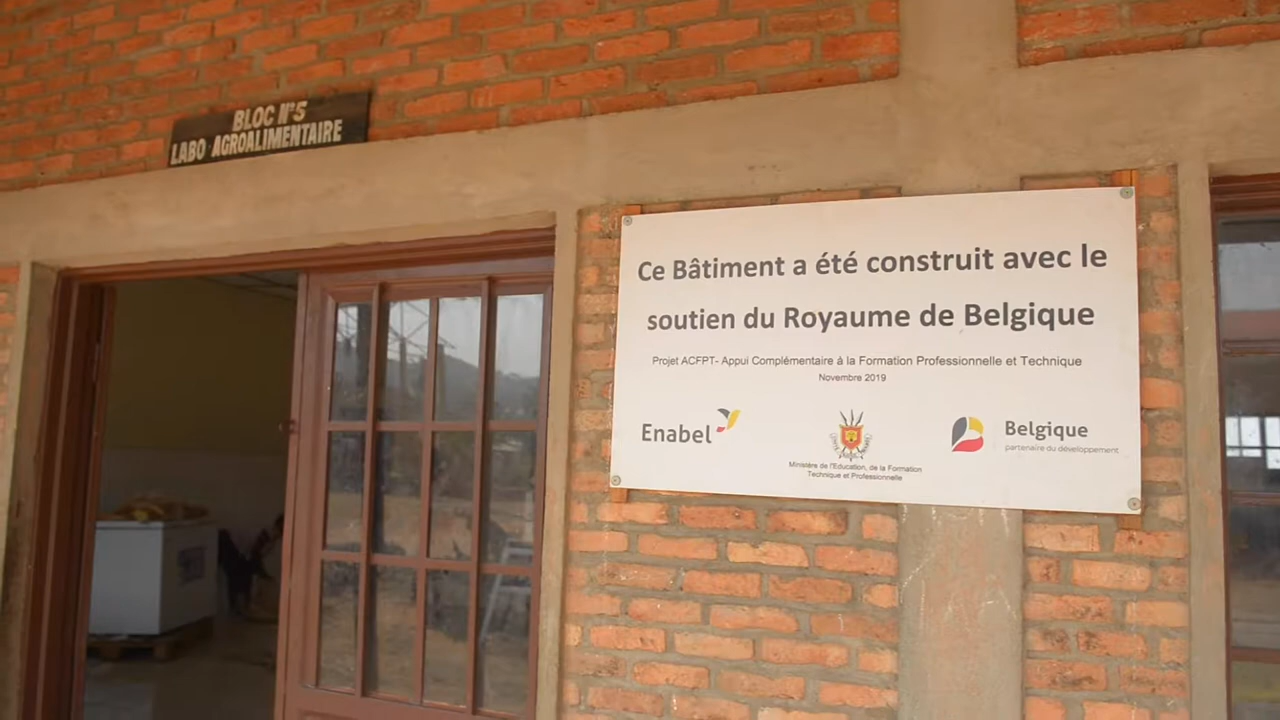 BLOC N°5
LABO AGROALIMENTAIRE
Ce Bâtiment a été construit avec le
soutien du Royaume de Belgique
Projet ACFPT- Appui Complémentaire à la Formation Professionnelle et Technique
Novembre 2019
Enabel
Ministère de l'Education, de la Formation
Technique et Professionnelle
Belgique
partenaire du développement